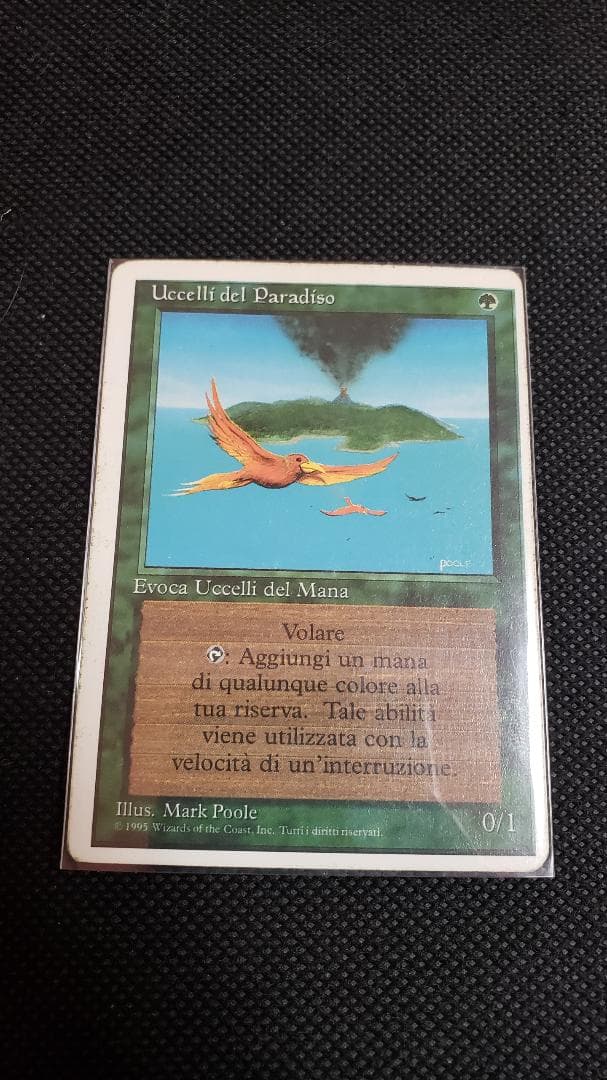 Uccelli del Paradiso
POOLE
Evoca Uccelli del Mana
Volare
: Aggiungi un mana
di qualunque colore alla
tua riserva. Tale abilità
viene utilizzata con la
velocità di un'interruzione.
Illus. Mark Poole
© 1995 Wizards of the Coast, Inc. Tutti i diritti riservati.
0/1